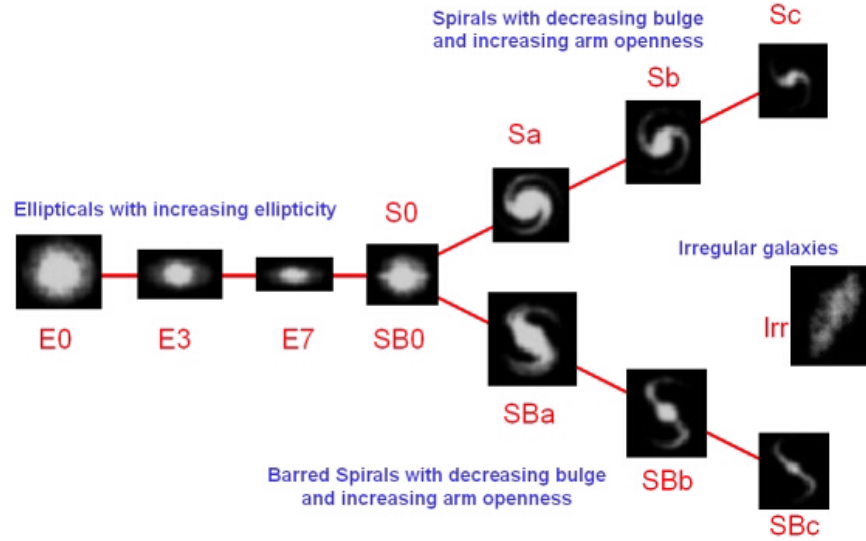 Spirals with decreasing bulge
and increasing arm openness
Sc
Sb
Sa
Ellipticals with increasing ellipticity
S0
Irregular galaxies
E0
E3
E7
SB0
Irr
SBa
Barred Spirals with decreasing bulge
and increasing arm openness
SBb
SBc